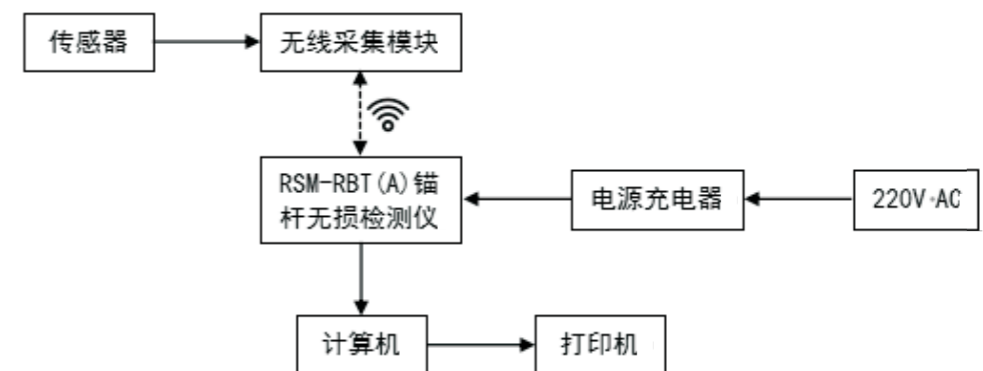 传感器
无线采集模块
RSM-RBT(A)锚
杆无损检测仪
电源充电器
220V·AC
计算机
打印机